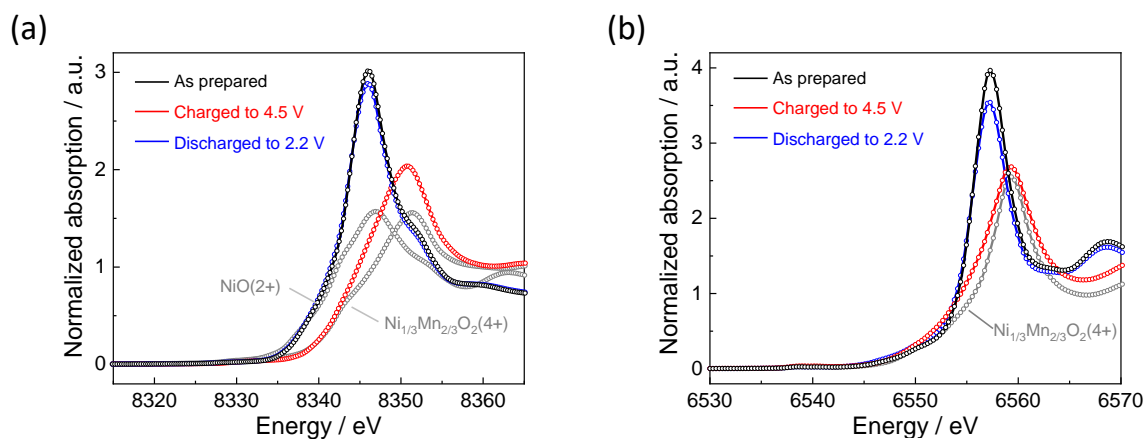 (a)
Normalized absorption / a.u.
3
2
1
0
As prepared
Charged to 4.5 V
Discharged to 2.2 V
NiO(2+)
Ni1/3Mn2/3O2(4+)
8320 8330 8340 8350 8360
Energy / eV
(b)
Normalized absorption / a.u.
4
3
2
1
0
As prepared
Charged to 4.5 V
Discharged to 2.2 V
Ni1/3Mn2/3O2(4+)
6530 6540 6550 6560 6570
Energy / eV